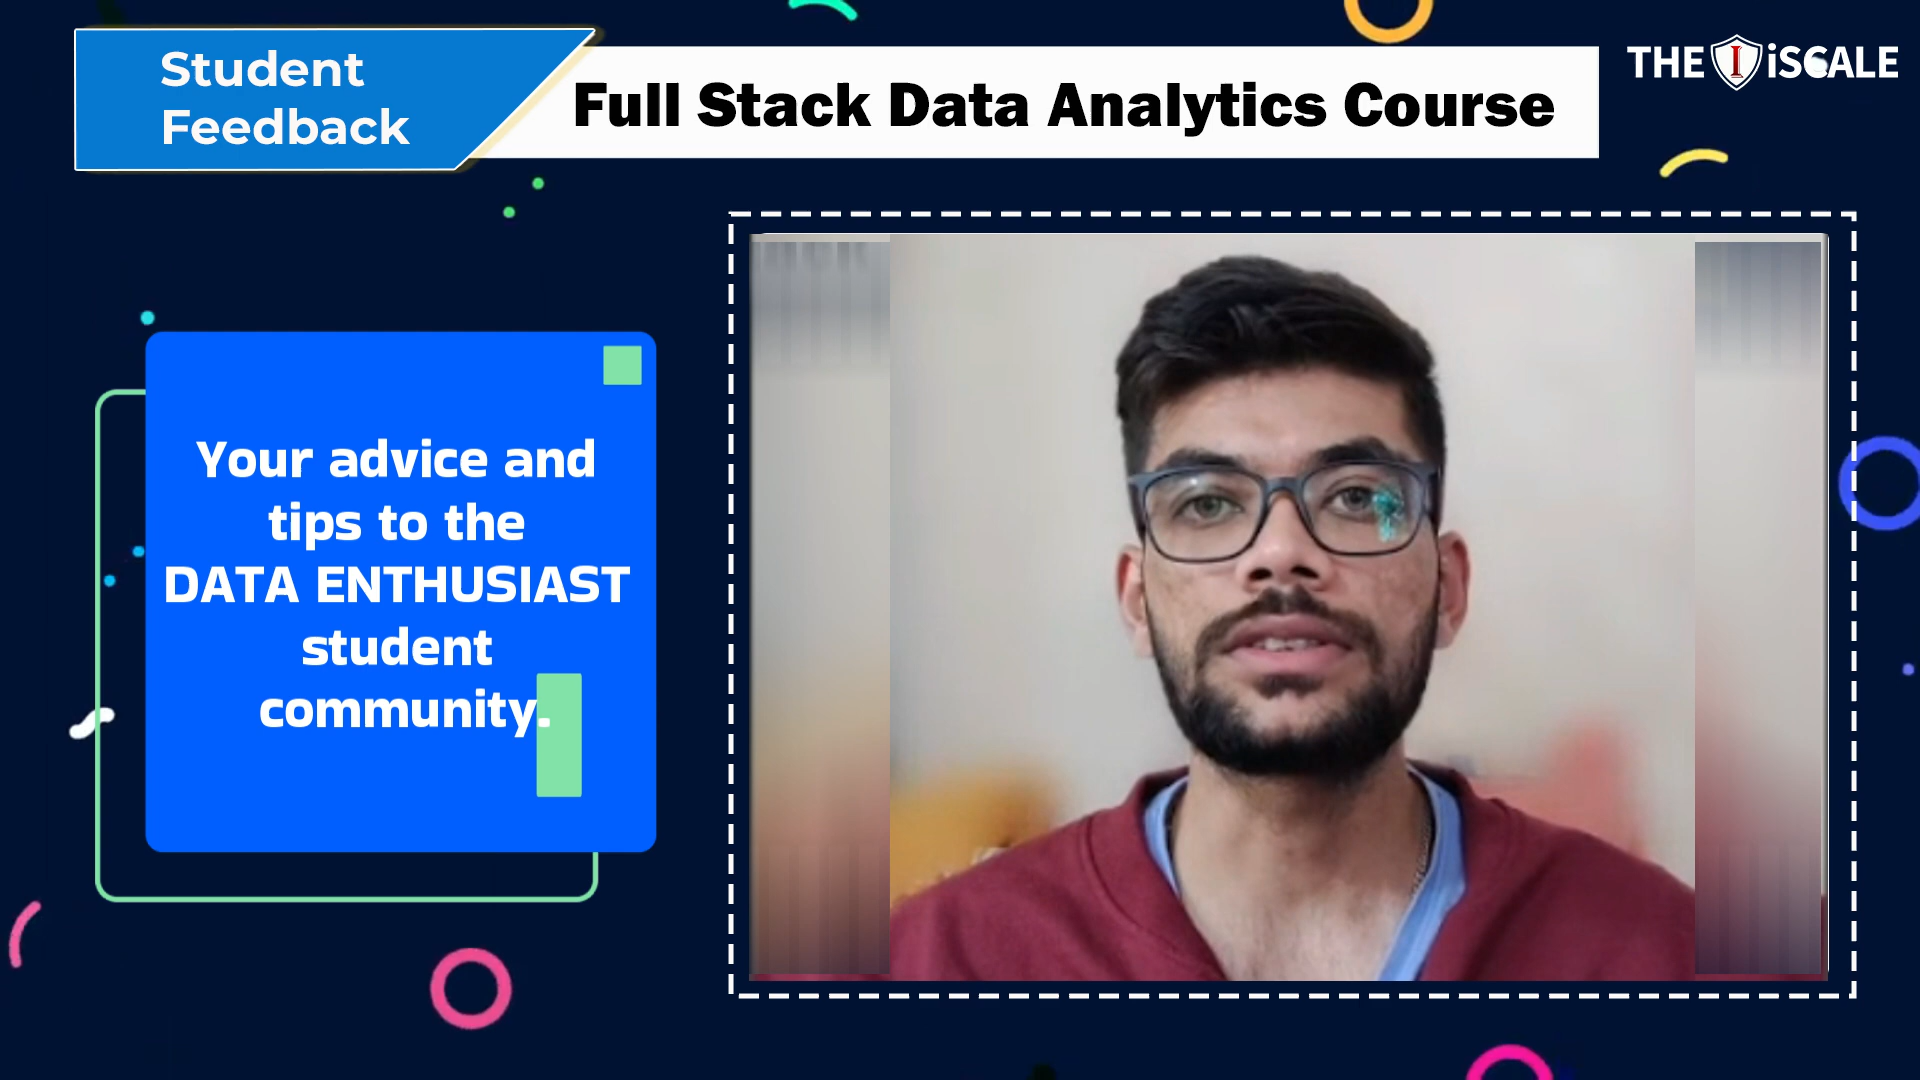 Student
Feedback
Full Stack Data Analytics Course
THE I iSCALE
Your advice and
tips to the
DATA ENTHUSIAST
student
community.